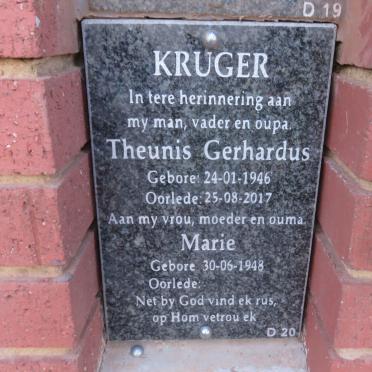 D 19
KRUGER
In tere herinnering aan
my man, vader en oupa.
Theunis Gerhardus
Gebore: 24-01-1946
Oorlede: 25-08-2017
Aan my vrou, moeder en ouma.
Marie
Gebore 30-06-1948
Oorlede:
Net by God vind ek rus,
op Hom vetrou ek
D 20